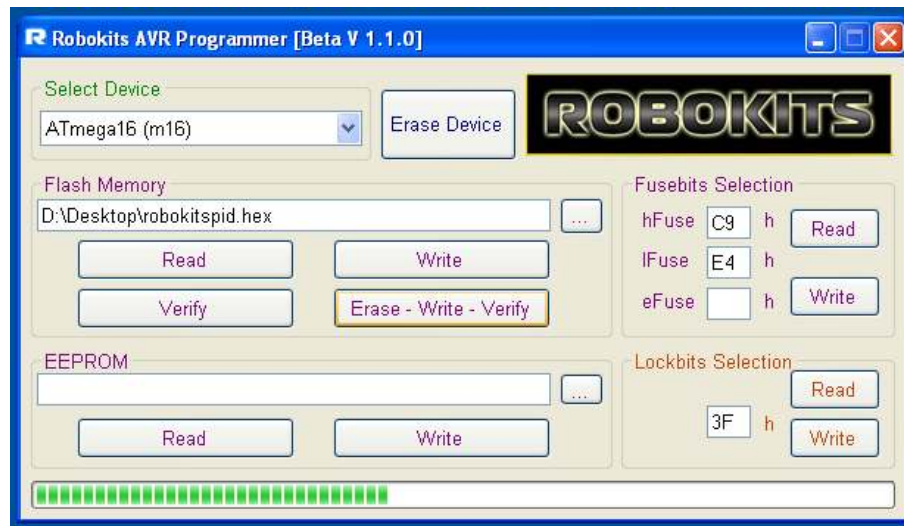 R Robokits AVR Programmer [Beta V 1.1.0]
Select Device
ATmega16 (m16)
Erase Device
ROBOKITS
Flash Memory
D:\Desktop\robokitspid.hex
...
Read
Write
Verify
Erase - Write - Verify
Fusebits Selection
hFuse C9 h
lFuse E4 h
eFuse h
Read
Write
EEPROM
...
Read
Write
Lockbits Selection
Read
3F h
Write